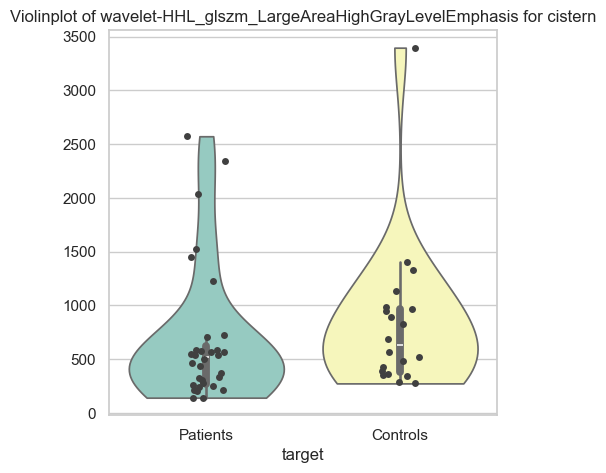 Violinplot of wavelet-HHL_glszm_LargeAreaHighGrayLevelEmphasis for cistern
3500
3000
2500
2000
1500
1000
500
0
Patients
Controls
target